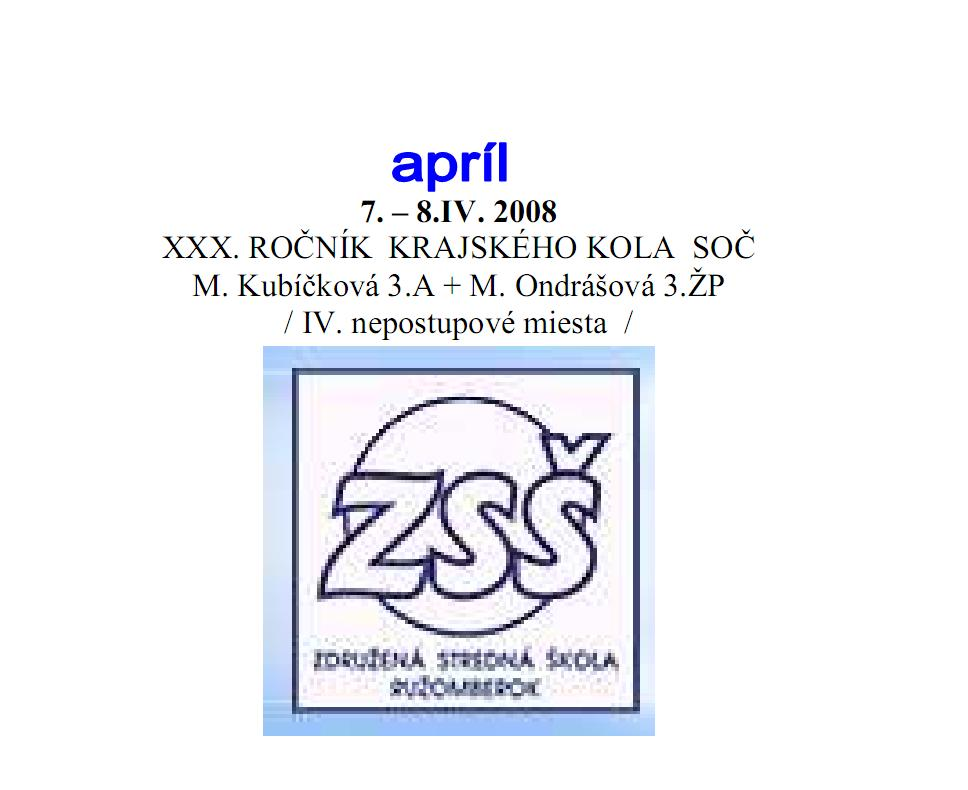 apríl
7. – 8.IV. 2008
XXX. ROČNÍK KRAJSKÉHO KOLA SOČ
M. Kubíčková 3.A + M. Ondrášová 3.ŽP
/ IV. nepostupové miesta /
ZSŠ
ZDRUŽENÁ STREDNÁ ŠKOLA
RUŽOMBEROK